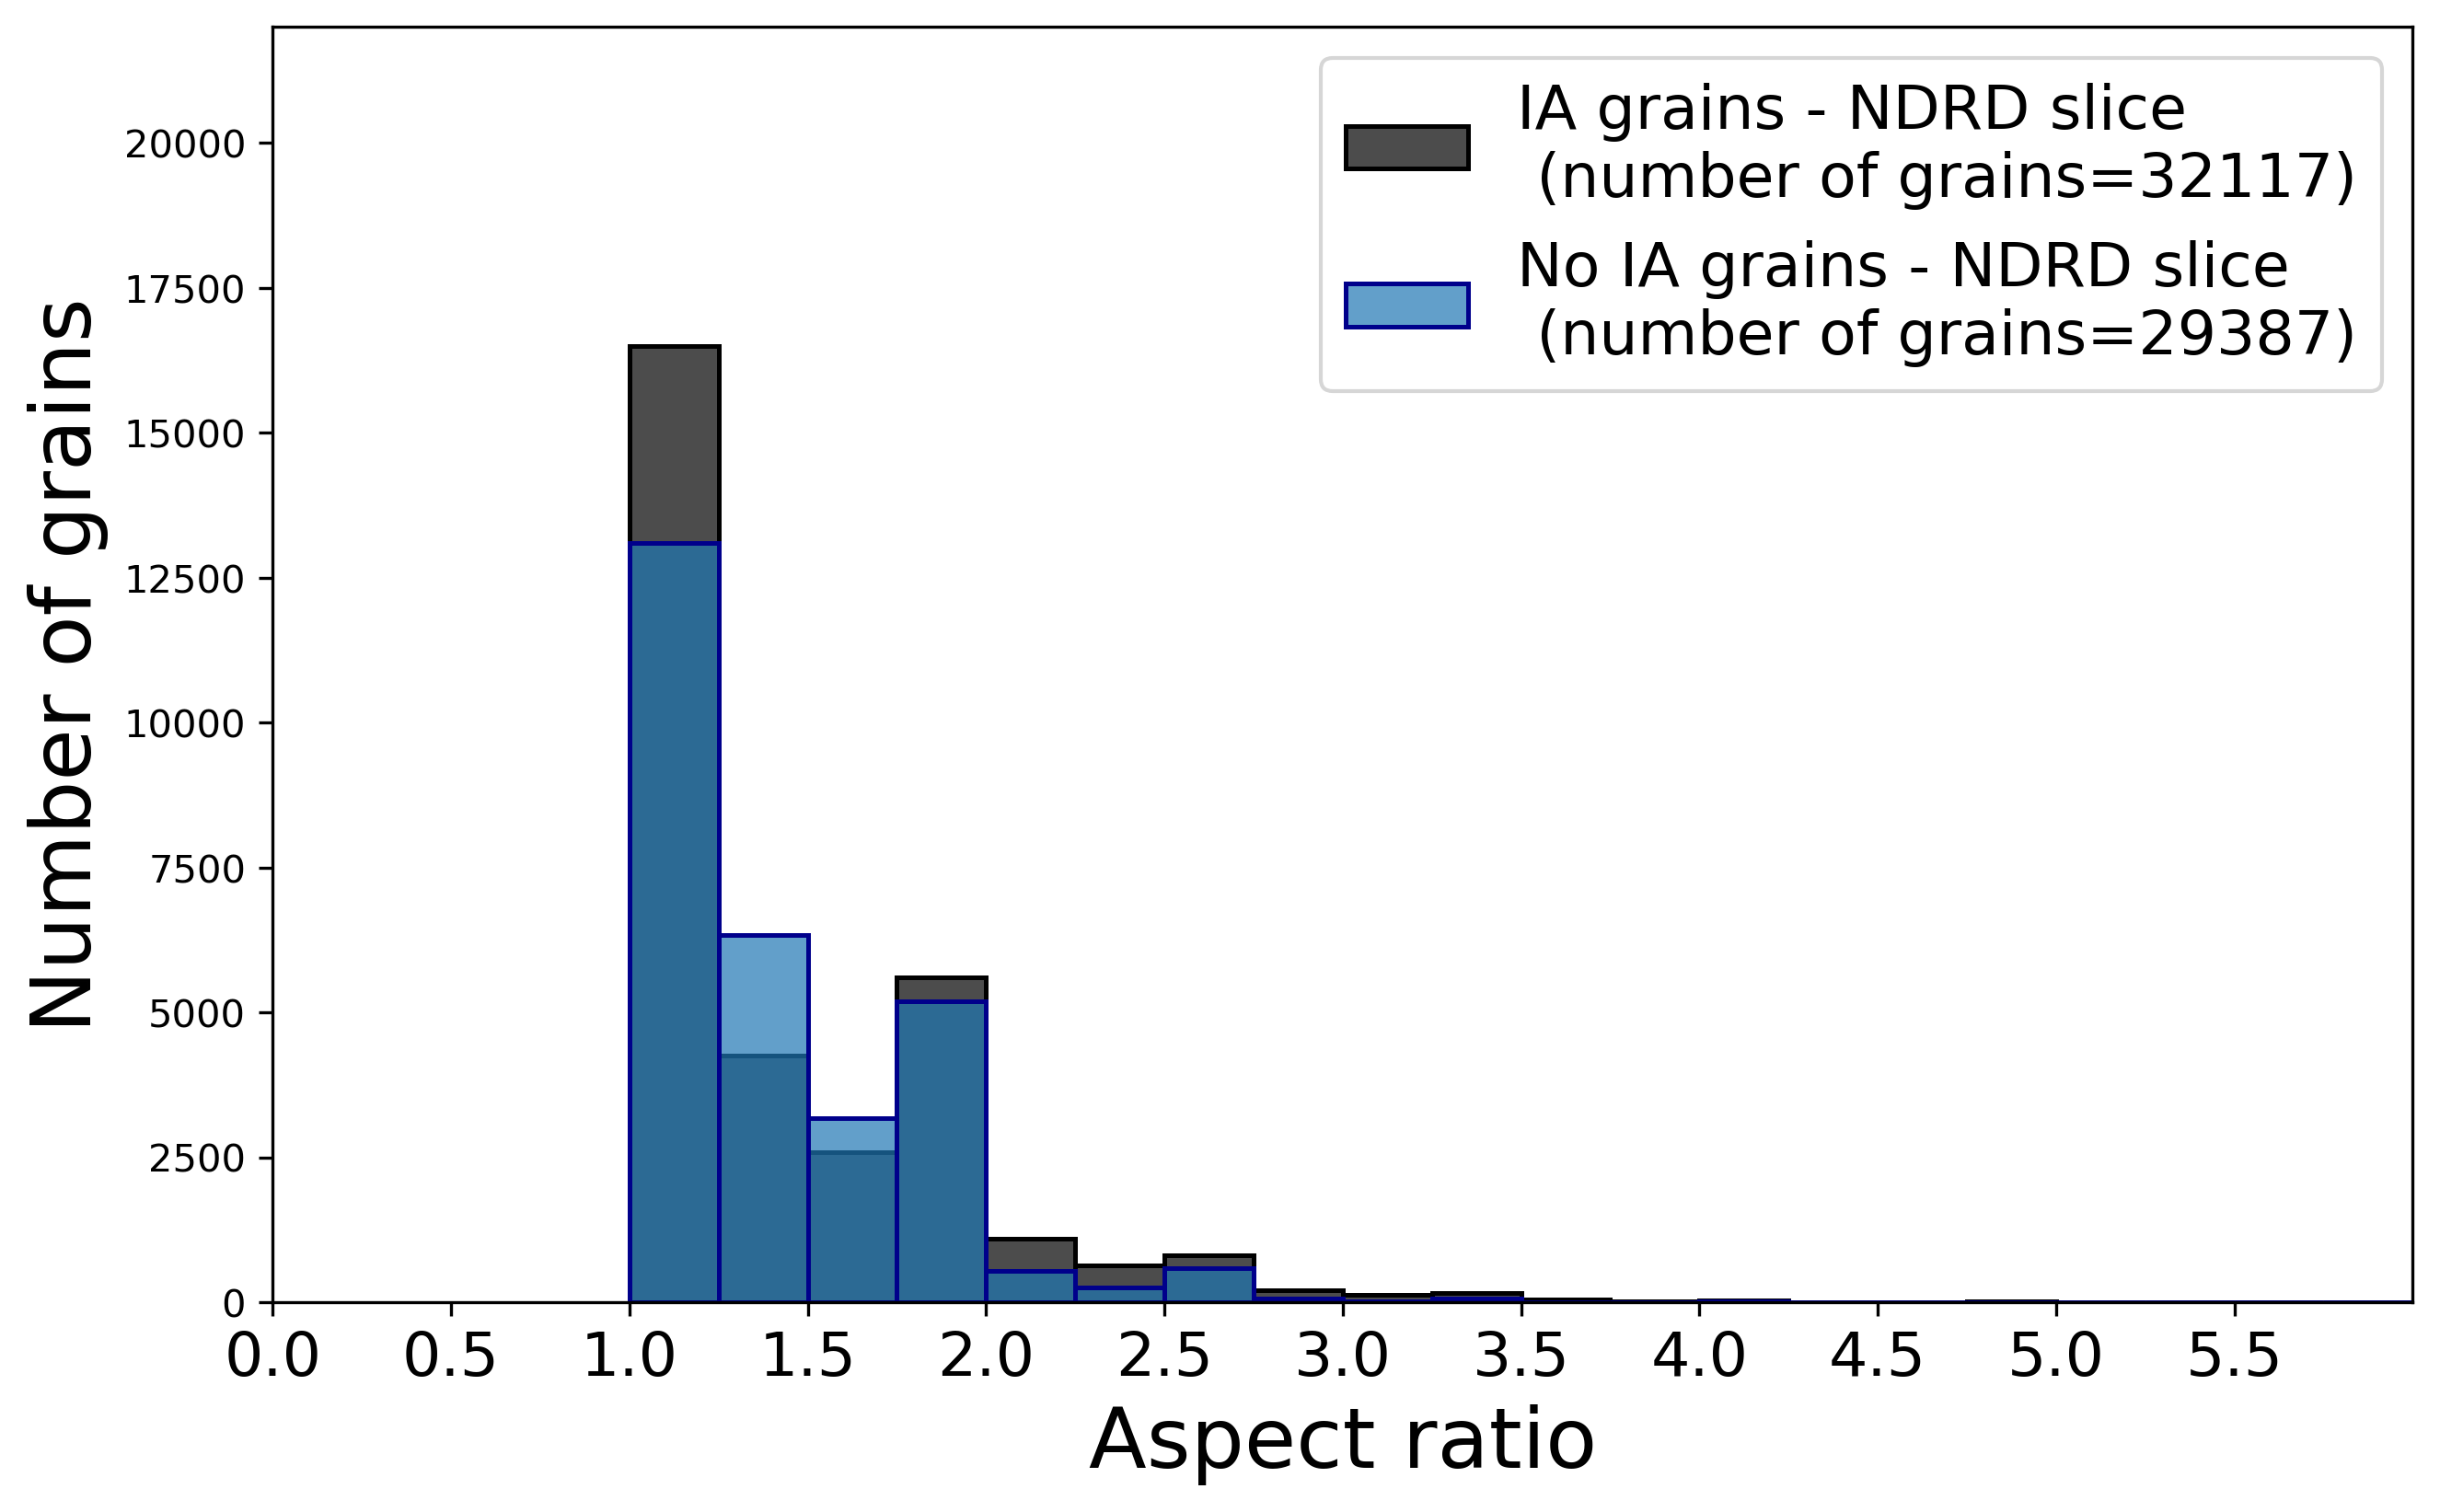 IA grains - NDRD slice
(number of grains=32117)
No IA grains - NDRD slice
(number of grains=29387)
Number of grains
20000
17500
15000
12500
10000
7500
5000
2500
0
0.0 0.5 1.0 1.5 2.0 2.5 3.0 3.5 4.0 4.5 5.0 5.5
Aspect ratio